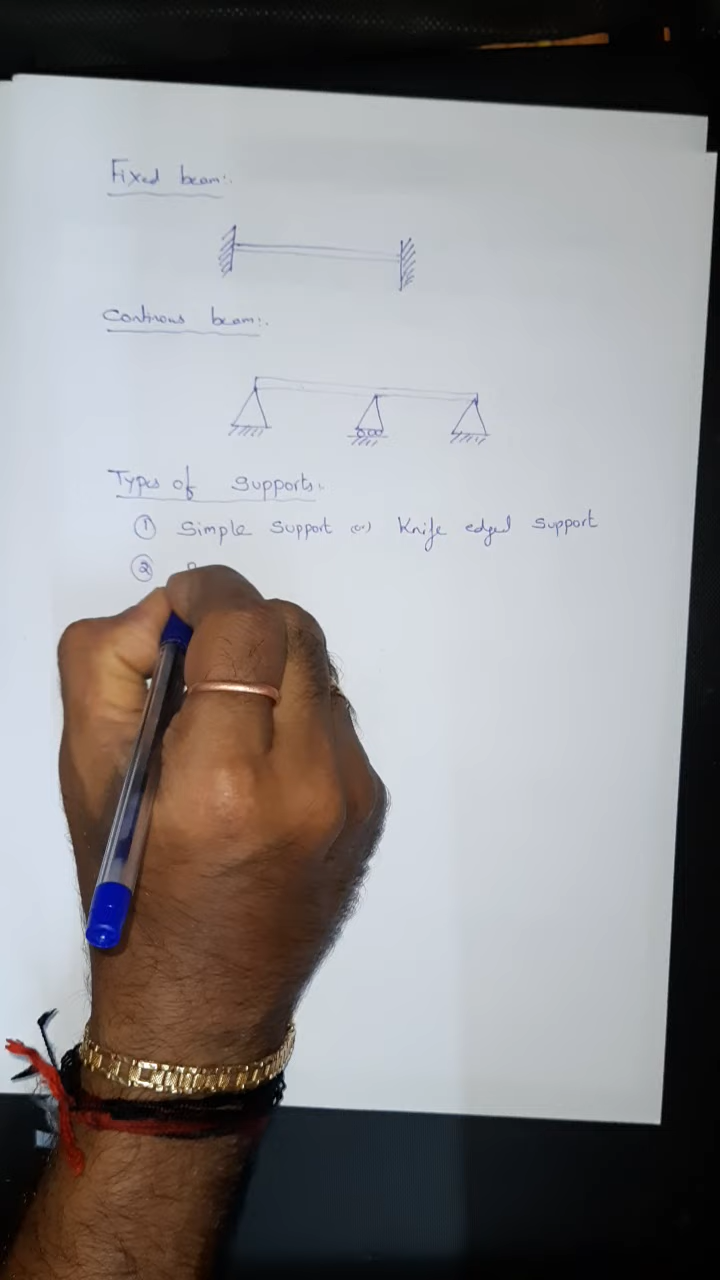 Fixed beam:.
Continous beam:.
Types of Supports:
① Simple Support (or) Knife edged Support
②